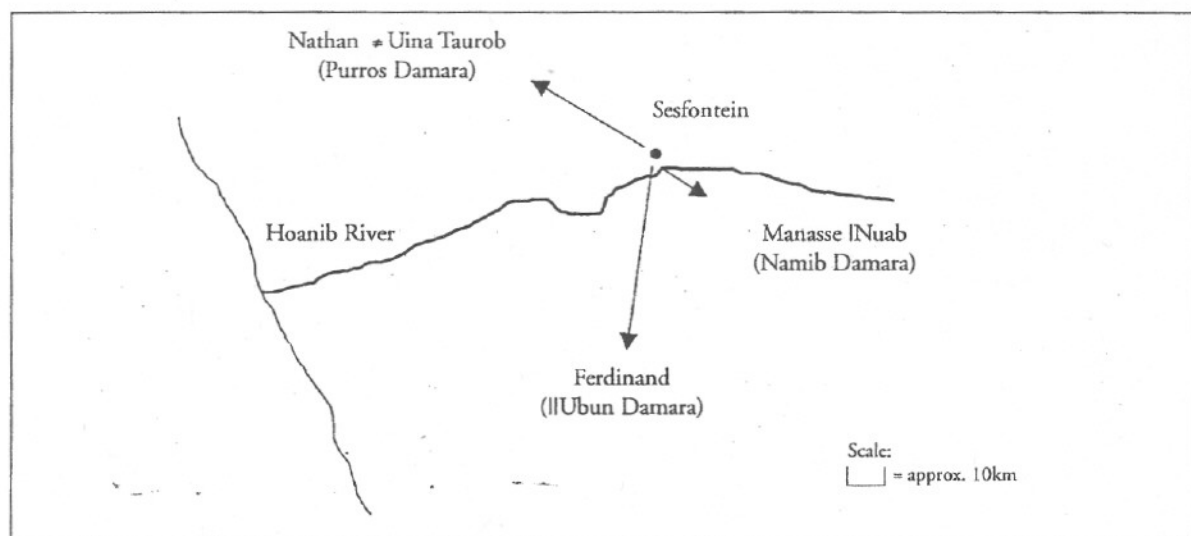 Nathan ǂ Uina Taurob
(Purros Damara)
Sesfontein
Hoanib River
Manasse ǀNuab
(Namib Damara)
Ferdinand
(ǁUbun Damara)
Scale:
= approx. 10km